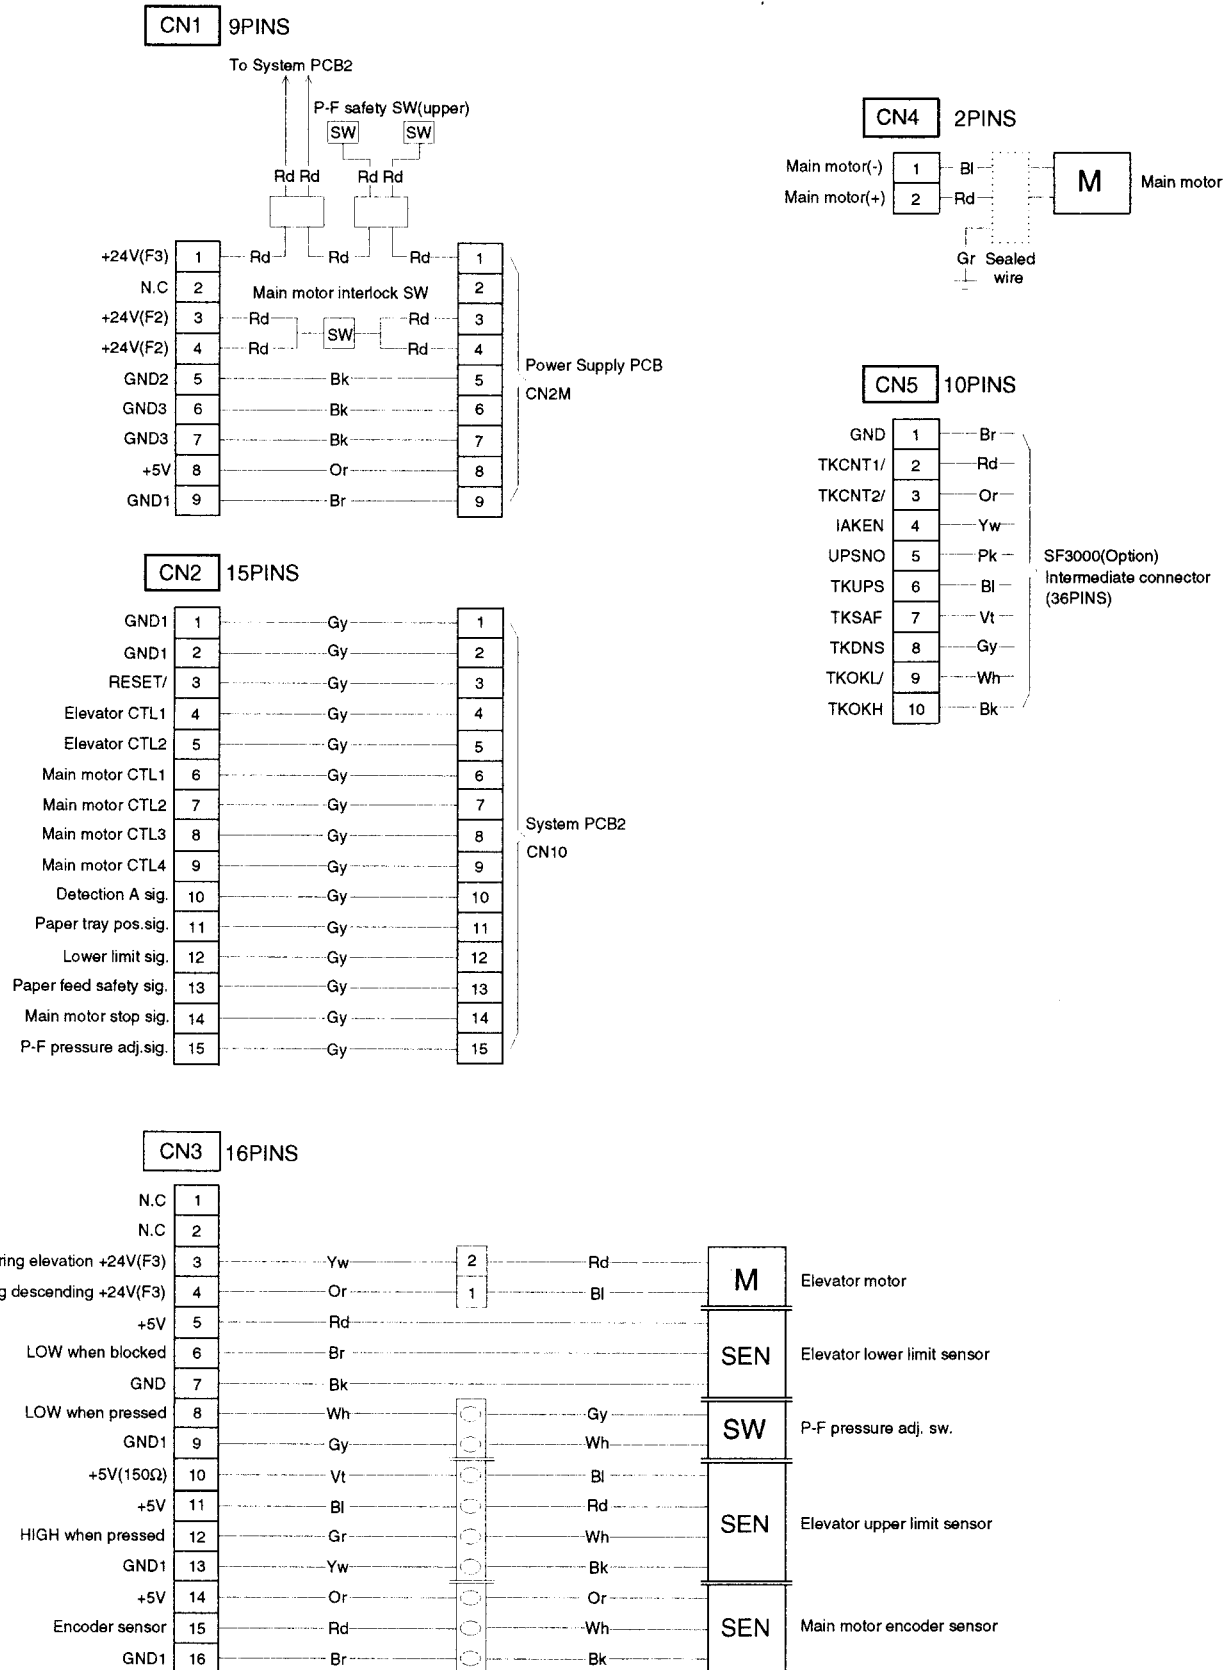 CN1 9PINS
To System PCB2
P-F safety SW(upper)
SW SW
Rd Rd Rd Rd
+24V(F3) 1 Rd Rd Rd 1
N.C 2 Main motor interlock SW 2
+24V(F2) 3 Rd Rd 3
SW
+24V(F2) 4 Rd Rd 4
GND2 5 Bk 5
GND3 6 Bk 6
GND3 7 Bk 7
+5V 8 Or 8
GND1 9 Br 9
Power Supply PCB
CN2M
CN4 2PINS
Main motor(-) 1 Bl
Main motor(+) 2 Rd
M Main motor
Gr Sealed
wire
CN5 10PINS
GND 1 Br
TKCNT1/ 2 Rd
TKCNT2/ 3 Or
IAKEN 4 Yw
UPSNO 5 Pk
TKUPS 6 Bl
TKSAF 7 Vt
TKDNS 8 Gy
TKOKL/ 9 Wh
TKOKH 10 Bk
SF3000(Option)
Intermediate connector
(36PINS)
CN2 15PINS
GND1 1 Gy 1
GND1 2 Gy 2
RESET/ 3 Gy 3
Elevator CTL1 4 Gy 4
Elevator CTL2 5 Gy 5
Main motor CTL1 6 Gy 6
Main motor CTL2 7 Gy 7
Main motor CTL3 8 Gy 8
Main motor CTL4 9 Gy 9
Detection A sig. 10 Gy 10
Paper tray pos.sig. 11 Gy 11
Lower limit sig. 12 Gy 12
Paper feed safety sig. 13 Gy 13
Main motor stop sig. 14 Gy 14
P-F pressure adj.sig. 15 Gy 15
System PCB2
CN10
CN3 16PINS
N.C 1
N.C 2
ring elevation +24V(F3) 3 Yw 2 Rd
g descending +24V(F3) 4 Or 1 Bl
M Elevator motor
+5V 5 Rd
LOW when blocked 6 Br SEN Elevator lower limit sensor
GND 7 Bk
LOW when pressed 8 Wh Gy
SW P-F pressure adj. sw.
GND1 9 Gy Wh
+5V(150Ω) 10 Vt Bl
+5V 11 Bl Rd
SEN Elevator upper limit sensor
HIGH when pressed 12 Gr Wh
GND1 13 Yw Bk
+5V 14 Or Or
Encoder sensor 15 Rd Wh SEN Main motor encoder sensor
GND1 16 Br Bk